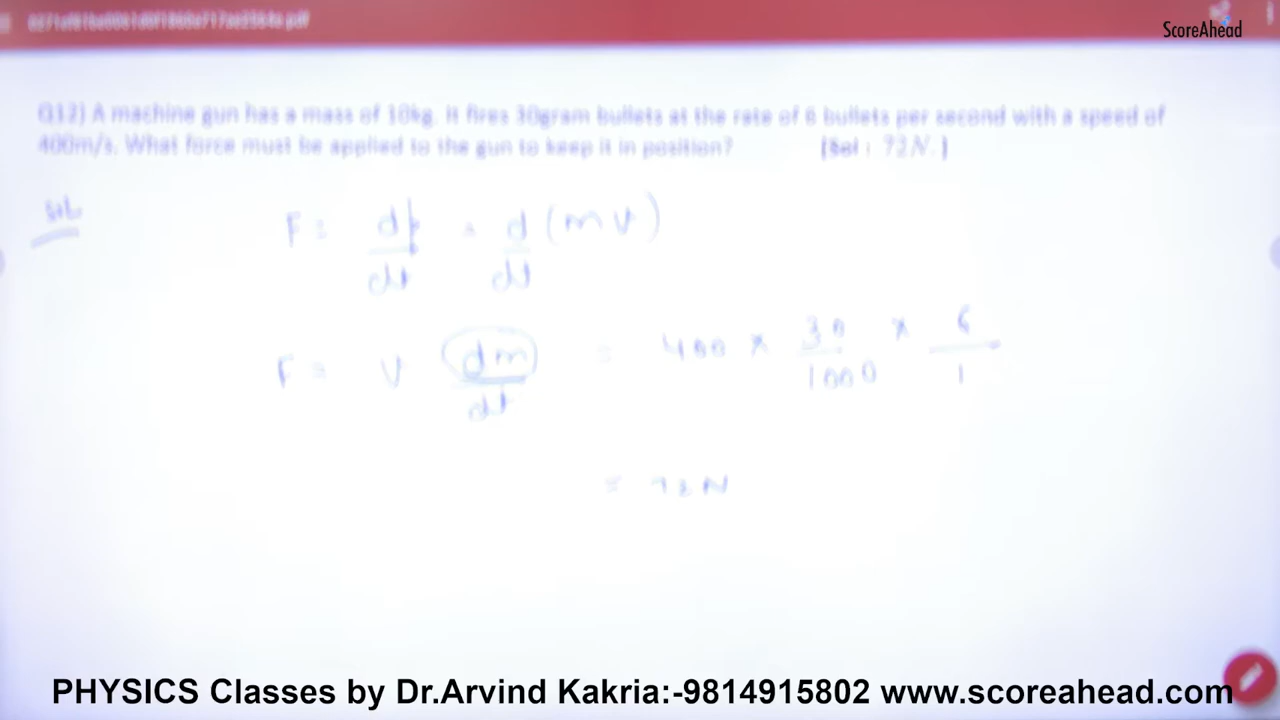 ScoreAhead
Q12) A machine gun has a mass of 10kg. It fires 30gram bullets at the rate of 6 bullets per second with a speed of
400m/s. What force must be applied to the gun to keep it in position? [Sol : 72N.]
Sol
F = dp/dt = d/dt (mv)
F = v dm/dt = 400 × 30/1000 × 6/1
= 72N
PHYSICS Classes by Dr.Arvind Kakria:-9814915802 www.scoreahead.com